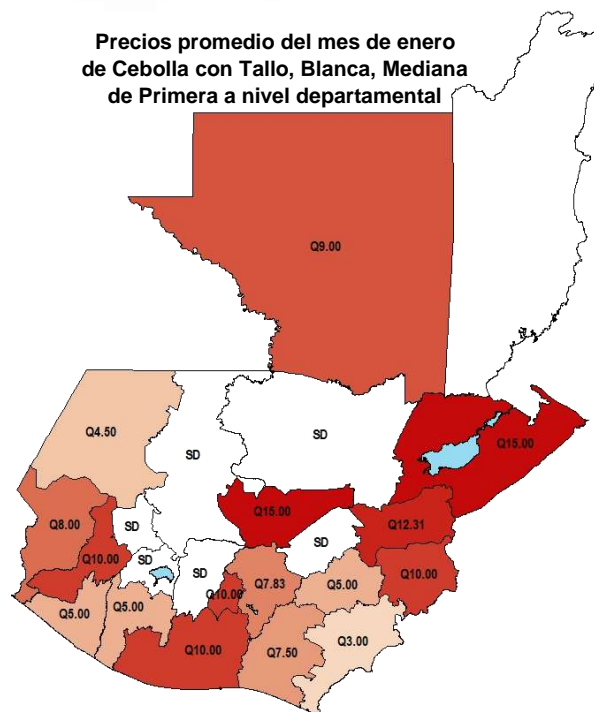 Precios promedio del mes de enero
de Cebolla con Tallo, Blanca, Mediana
de Primera a nivel departamental
Q9.00
Q4.50
SD
SD
Q15.00
Q8.00
SD
Q15.00
Q12.31
Q10.00
SD
SD
SD
Q10.00
Q7.83
Q5.00
Q10.00
Q5.00
Q5.00
Q10.00
Q7.50
Q3.00